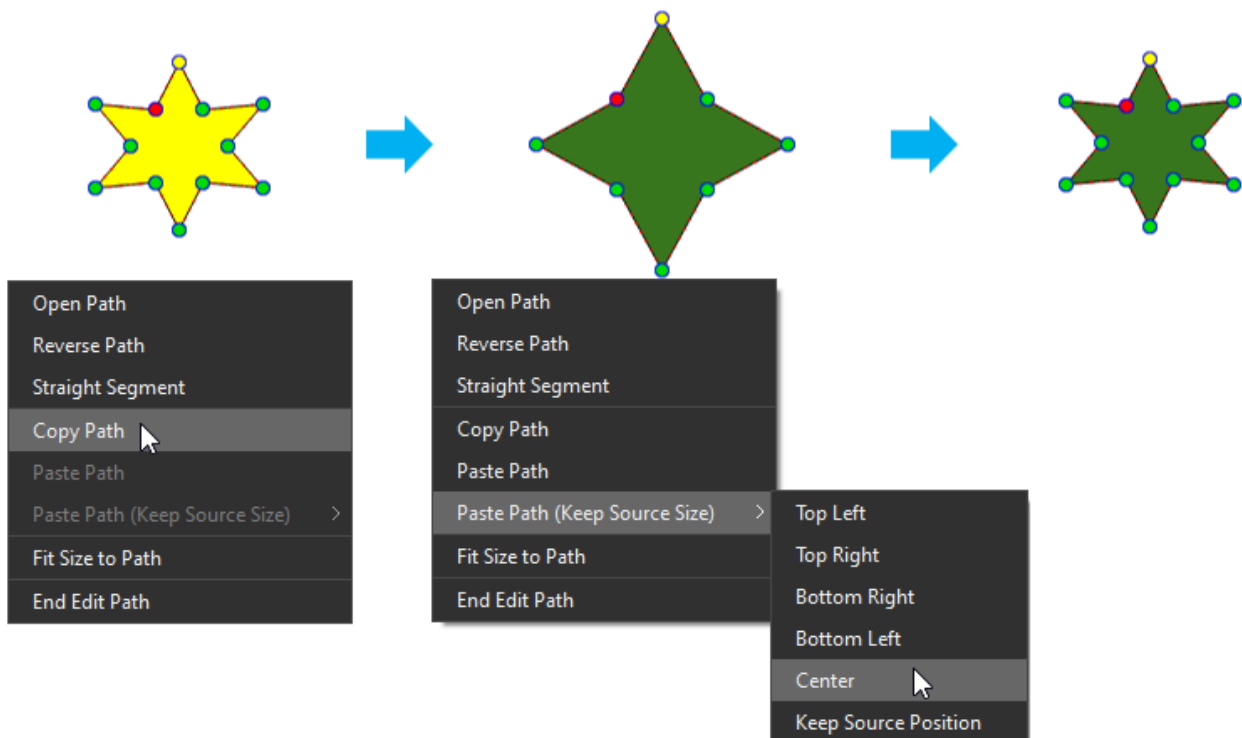 Open Path
Reverse Path
Straight Segment
Copy Path
Paste Path
Paste Path (Keep Source Size)
Fit Size to Path
End Edit Path
Open Path
Reverse Path
Straight Segment
Copy Path
Paste Path
Paste Path (Keep Source Size)
Fit Size to Path
End Edit Path
Top Left
Top Right
Bottom Right
Bottom Left
Center
Keep Source Position